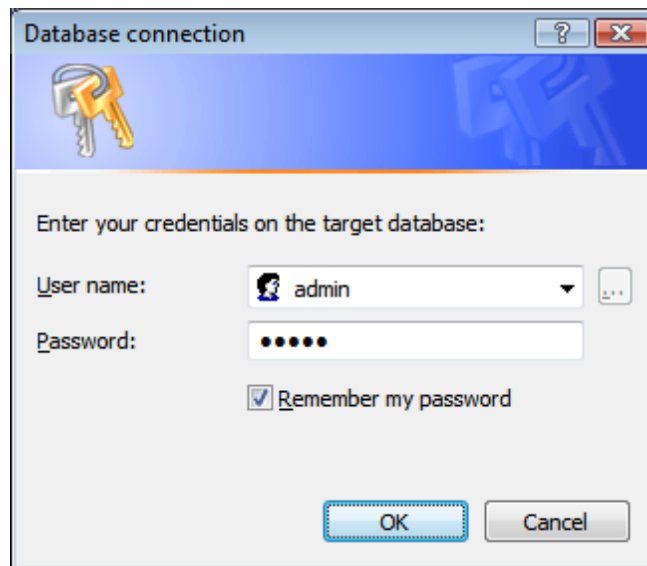 Database connection
Enter your credentials on the target database:
User name: admin ...
Password: •••••
Remember my password
OK Cancel